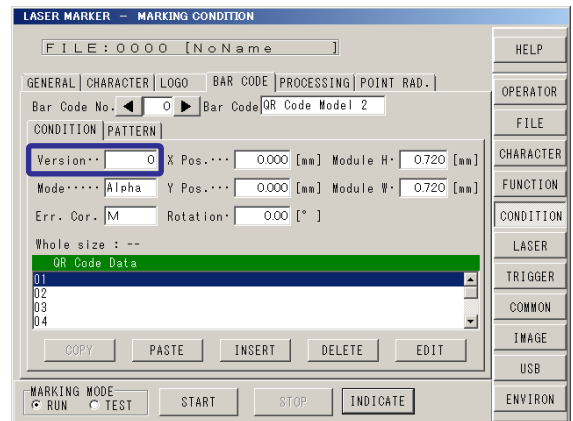 LASER MARKER － MARKING CONDITION
FILE:0000 [NoName ]
GENERAL CHARACTER LOGO BAR CODE PROCESSING POINT RAD.
Bar Code No. 0 Bar Code QR Code Model 2
CONDITION PATTERN
Version·· 0 X Pos.··· 0.000 [mm] Module H· 0.720 [mm]
Mode····· Alpha Y Pos.··· 0.000 [mm] Module W· 0.720 [mm]
Err. Cor. M Rotation· 0.00 [° ]
Whole size : --
QR Code Data
01
02
03
04
COPY PASTE INSERT DELETE EDIT
MARKING MODE
RUN TEST START STOP INDICATE
HELP
OPERATOR
FILE
CHARACTER
FUNCTION
CONDITION
LASER
TRIGGER
COMMON
IMAGE
USB
ENVIRON